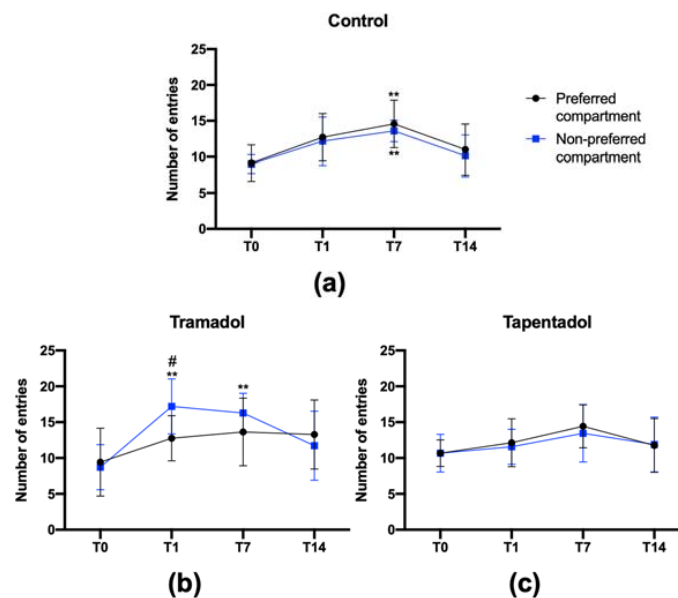 Control
Number of entries
25
20
15
10
5
0
**
**
T0
T1
T7
T14
Preferred
compartment
Non-preferred
compartment
(a)
Tramadol
Number of entries
25
20
15
10
5
0
#
**
**
T0
T1
T7
T14
(b)
Tapentadol
Number of entries
25
20
15
10
5
0
T0
T1
T7
T14
(c)